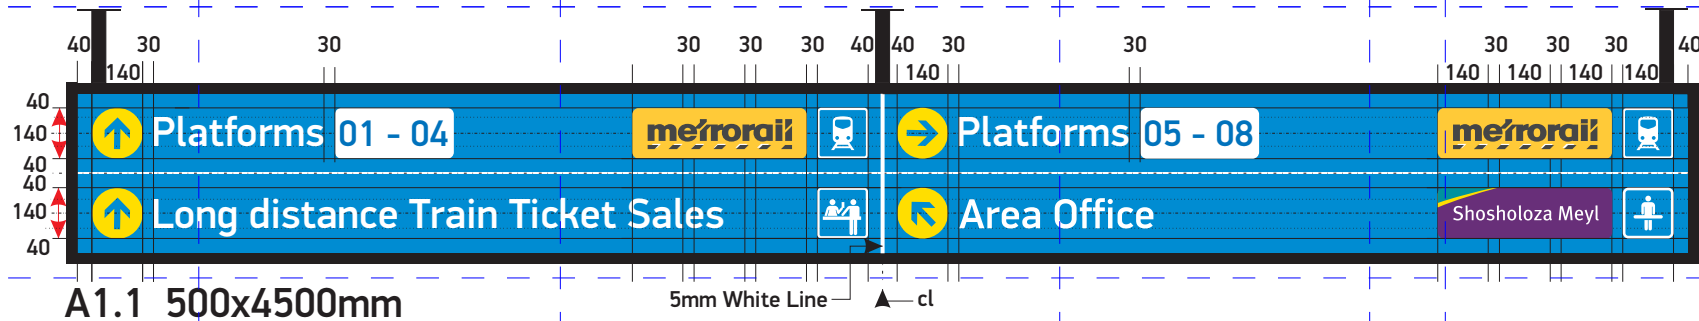 40 30 30 30 30 30 40 40 30 30 30 30 30 40
140 140 140 140 140 140
40
140
40
40
140
40
Platforms 01 - 04 metrorail Platforms 05 - 08 metrorail
Long distance Train Ticket Sales Area Office Shosholoza Meyl
A1.1 500x4500mm 5mm White Line cl